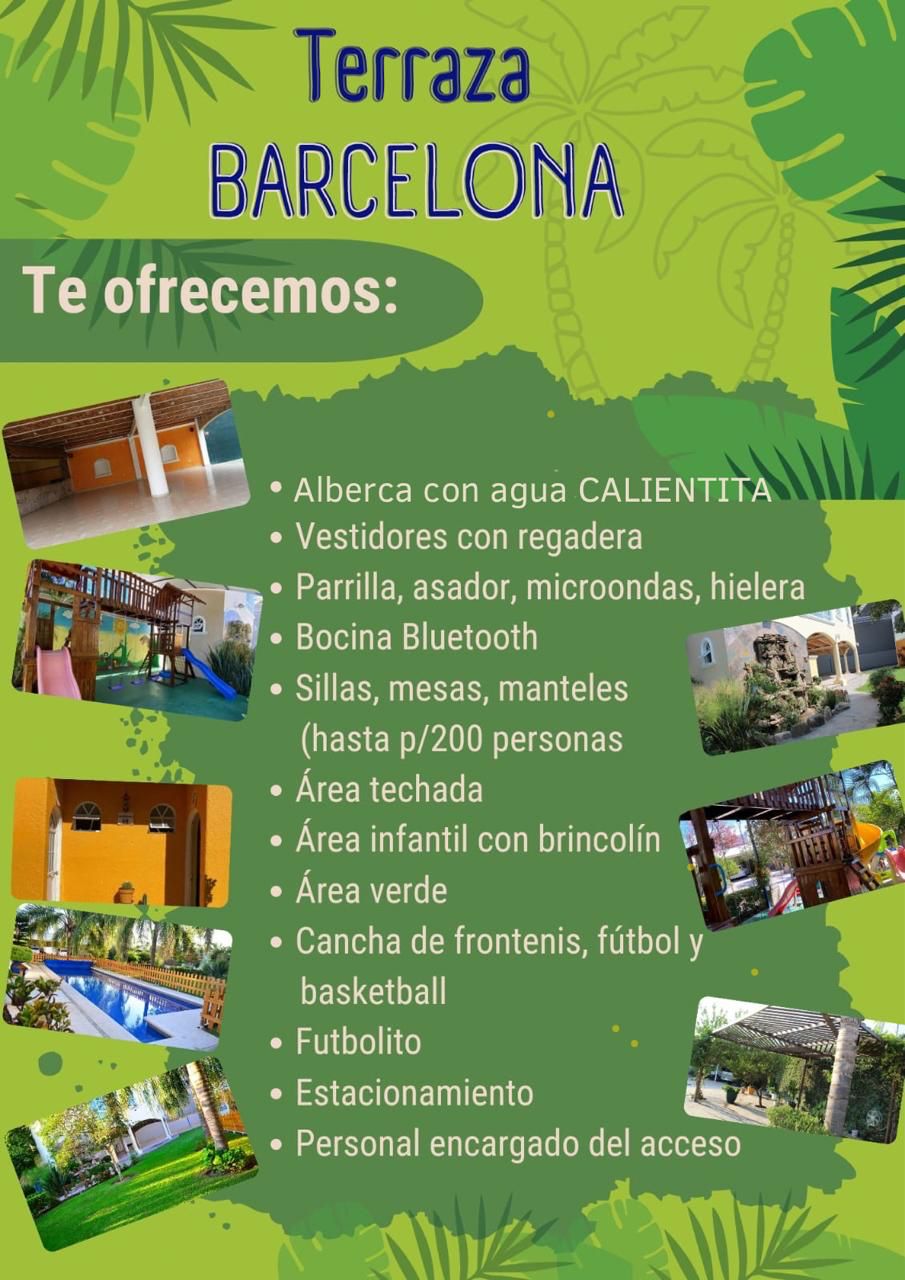 Terraza
BARCELONA
Te ofrecemos:
• Alberca con agua CALIENTITA
• Vestidores con regadera
• Parrilla, asador, microondas, hielera
• Bocina Bluetooth
• Sillas, mesas, manteles
(hasta p/200 personas
• Área techada
• Área infantil con brincolín
• Área verde
• Cancha de frontenis, fútbol y
basketball
• Futbolito
• Estacionamiento
• Personal encargado del acceso